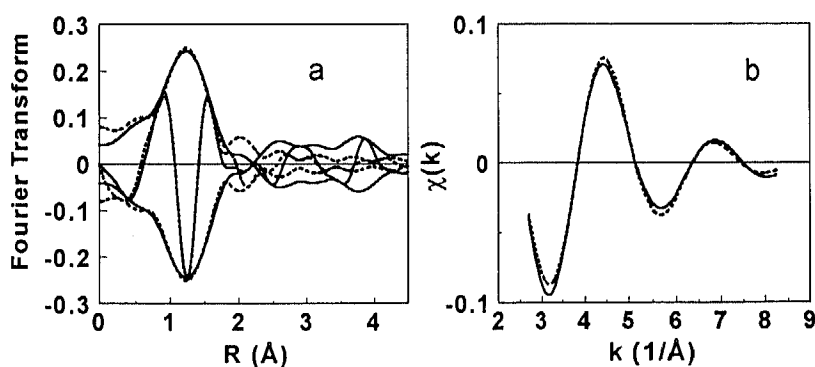 0.3
0.2
0.1
0
-0.1
-0.2
-0.3
Fourier Transform
a
0 1 2 3 4
R (Å)
0.1
0
-0.1
χ(k)
b
2 3 4 5 6 7 8 9
k (1/Å)